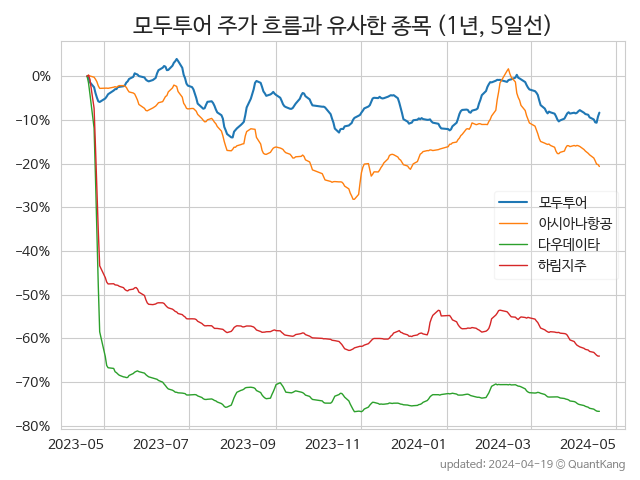 모두투어 주가 흐름과 유사한 종목 (1년, 5일선)
0%
−10%
−20%
−30%
−40%
−50%
−60%
−70%
−80%
모두투어
아시아나항공
다우데이타
하림지주
2023-05 2023-07 2023-09 2023-11 2024-01 2024-03 2024-05
updated: 2024-04-19 © QuantKang